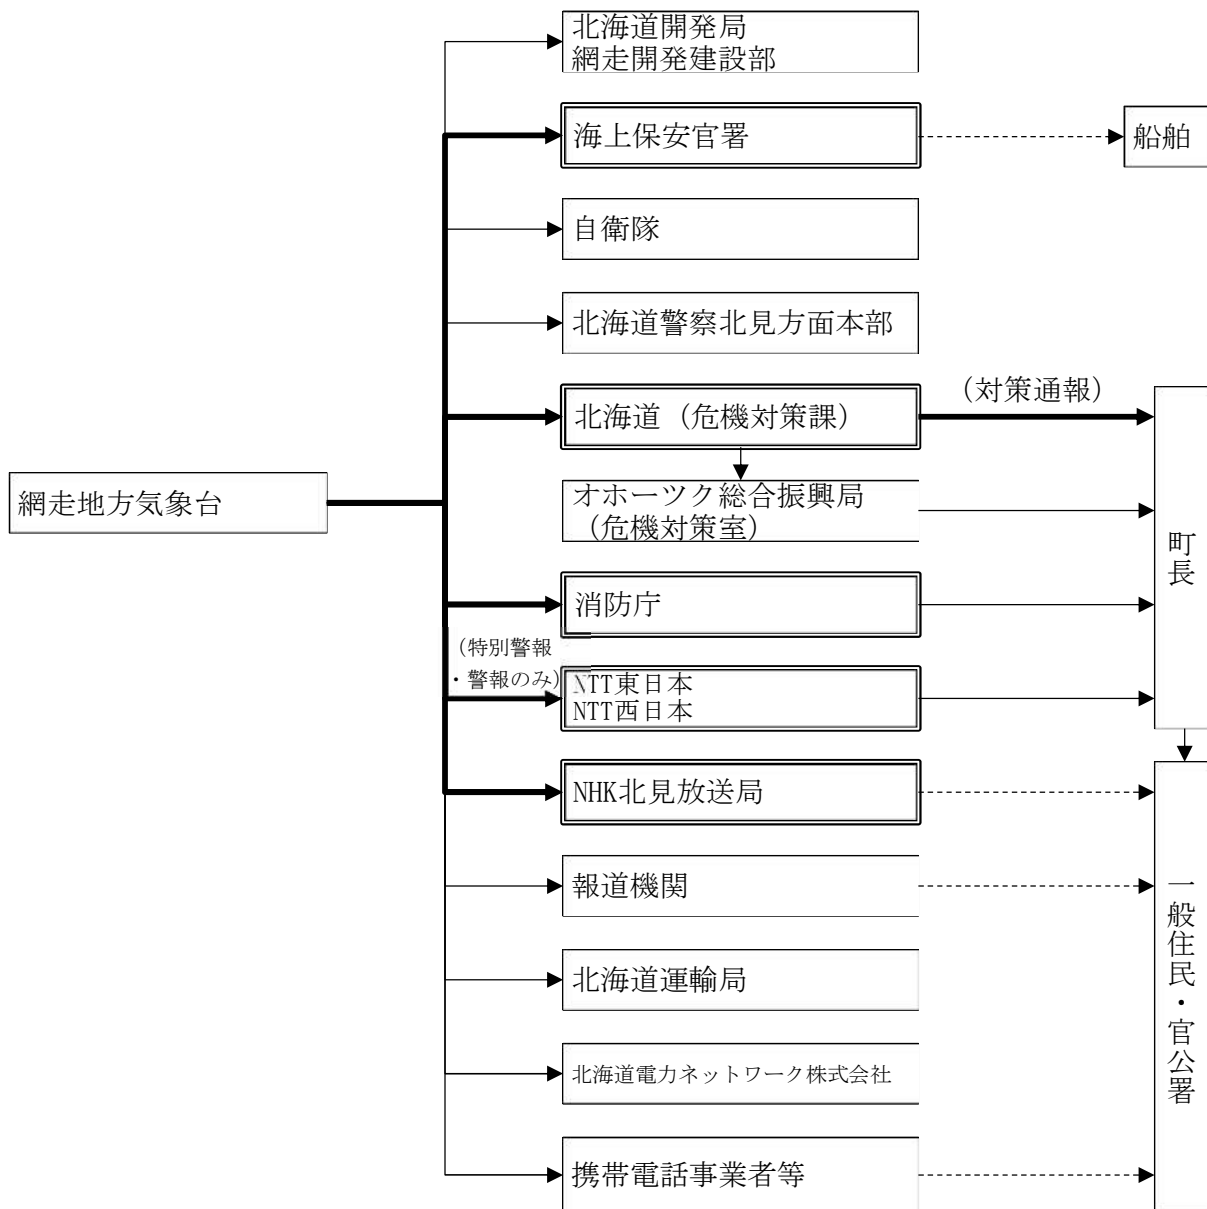 北海道開発局
網走開発建設部
海上保安官署
船舶
自衛隊
北海道警察北見方面本部
（対策通報）
北海道（危機対策課）
網走地方気象台
オホーツク総合振興局
（危機対策室）
町長
消防庁
（特別警報
・警報のみ）
NTT東日本
NTT西日本
NHK北見放送局
報道機関
一般住民・官公署
北海道運輸局
北海道電力ネットワーク株式会社
携帯電話事業者等